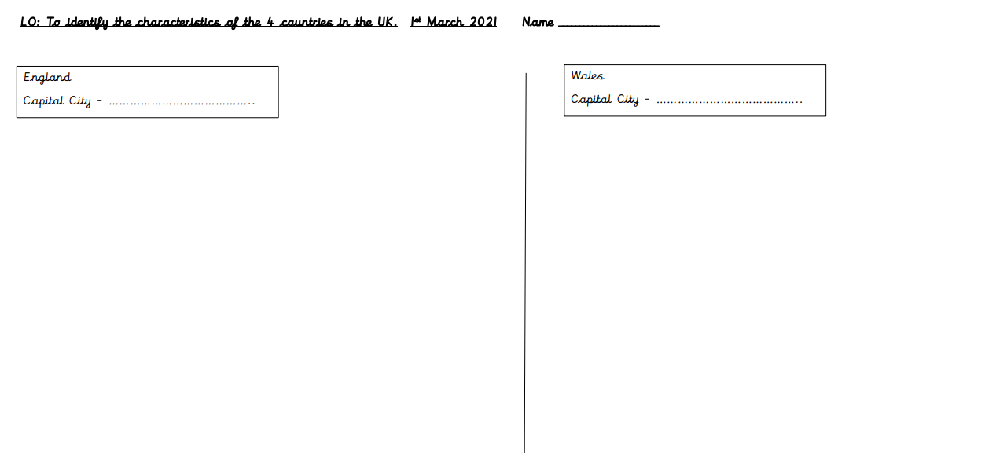 LO: To identify the characteristics of the 4 countries in the UK. 1st March 2021 Name ___________________
England
Capital City - …………………………………..
Wales
Capital City - …………………………………..